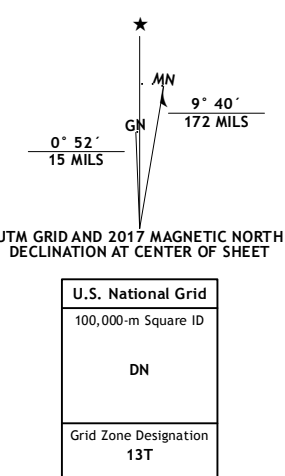 ★
MN
9° 40´
172 MILS
GN
0° 52´
15 MILS
UTM GRID AND 2017 MAGNETIC NORTH
DECLINATION AT CENTER OF SHEET
U.S. National Grid
100,000-m Square ID
DN
Grid Zone Designation
13T